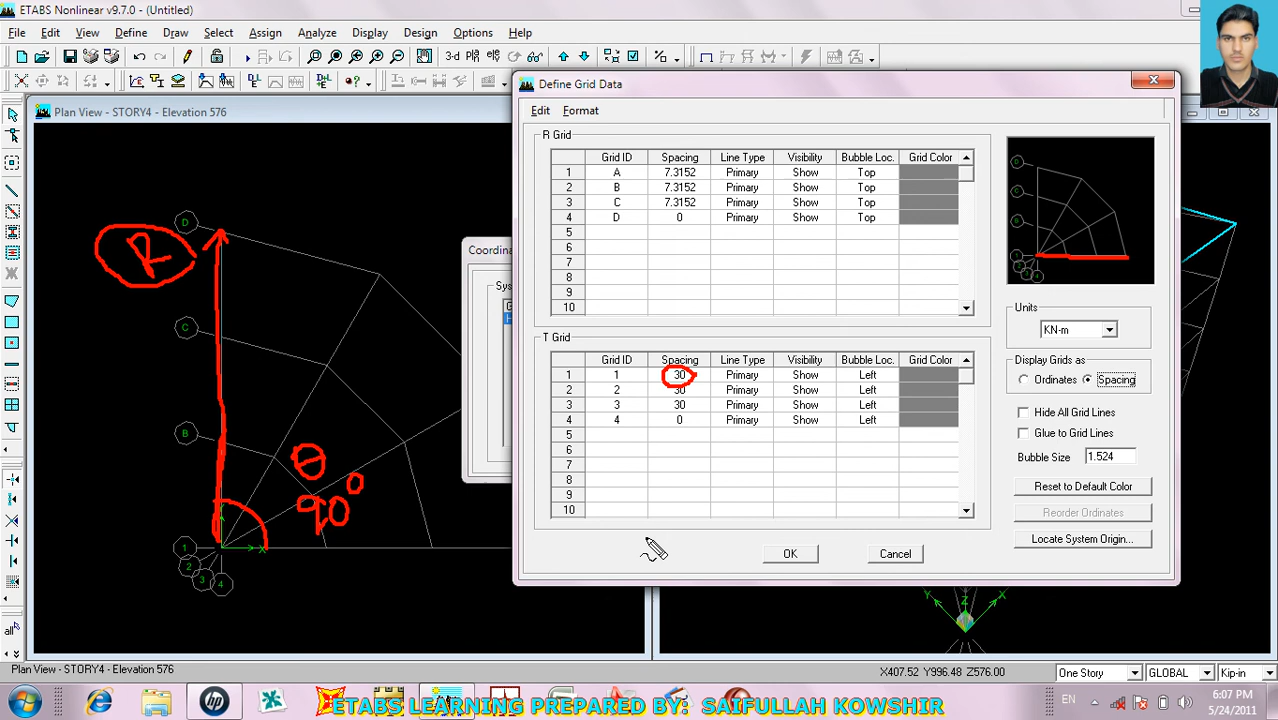 ETABS Nonlinear v9.7.0 - (Untitled)
File Edit View Define Draw Select Assign Analyze Display Design Options Help
Plan View - STORY4 - Elevation 576
Define Grid Data
Edit Format
R Grid
Grid ID Spacing Line Type Visibility Bubble Loc. Grid Color
1 A 7.3152 Primary Show Top
2 B 7.3152 Primary Show Top
3 C 7.3152 Primary Show Top
4 D 0 Primary Show Top
5
6
7
8
9
10
T Grid
Grid ID Spacing Line Type Visibility Bubble Loc. Grid Color
1 1 30 Primary Show Left
2 2 30 Primary Show Left
3 3 30 Primary Show Left
4 4 0 Primary Show Left
5
6
7
8
9
10
Units
KN-m
Display Grids as
Ordinates Spacing
Hide All Grid Lines
Glue to Grid Lines
Bubble Size 1.524
Reset to Default Color
Reorder Ordinates
Locate System Origin...
OK Cancel
Coordina
Sys
D
R
C
B
θ
90°
1
2
3
4
X
Y Z X
all
Plan View - STORY4 - Elevation 576
X407.52 Y996.48 Z576.00 One Story GLOBAL Kip-in
EN
6:07 PM
5/24/2011
ETABS LEARNING PREPARED BY: SAIFULLAH KOWSHIR